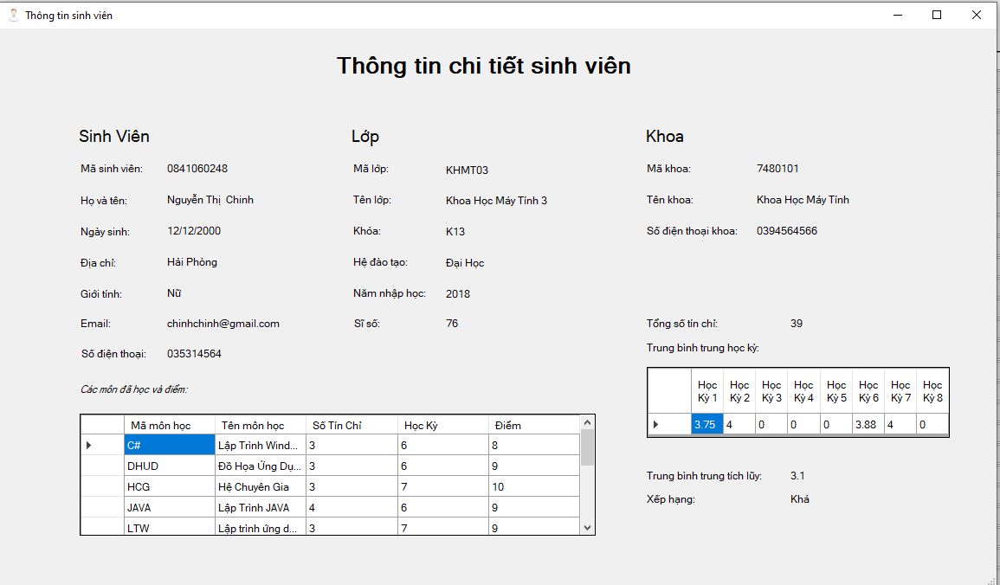 Thông tin sinh viên
Thông tin chi tiết sinh viên
Sinh Viên
Mã sinh viên: 0841060248
Họ và tên: Nguyễn Thị Chinh
Ngày sinh: 12/12/2000
Địa chỉ: Hải Phòng
Giới tính: Nữ
Email: chinhchinh@gmail.com
Số điện thoại: 035314564
Lớp
Mã lớp: KHMT03
Tên lớp: Khoa Học Máy Tính 3
Khóa: K13
Hệ đào tạo: Đại Học
Năm nhập học: 2018
Sĩ số: 76
Khoa
Mã khoa: 7480101
Tên khoa: Khoa Học Máy Tính
Số điện thoại khoa: 0394564566
Các môn đã học và điểm:
Mã môn học Tên môn học Số Tín Chỉ Học Kỳ Điểm
C# Lập Trình Wind... 3 6 8
DHUD Đồ Họa Ứng Dụ... 3 6 9
HCG Hệ Chuyên Gia 3 7 10
JAVA Lập Trình JAVA 4 6 9
LTW Lập trình ứng d... 3 7 9
Tổng số tín chỉ: 39
Trung bình trung học kỳ:
Học Kỳ 1 Học Kỳ 2 Học Kỳ 3 Học Kỳ 4 Học Kỳ 5 Học Kỳ 6 Học Kỳ 7 Học Kỳ 8
3.75 4 0 0 0 3.88 4 0
Trung bình trung tích lũy: 3.1
Xếp hạng: Khá